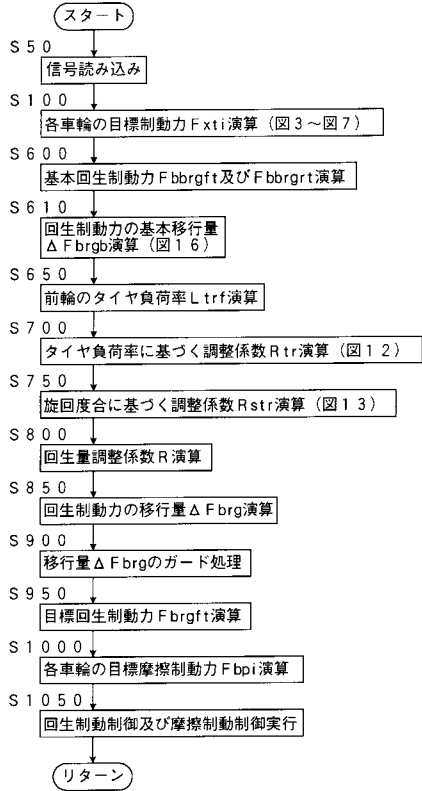 スタート
S50
信号読み込み
S100
各車輪の目標制動力Fxti演算（図3～図7）
S600
基本回生制動力Fbbrgft及びFbbrgrt演算
S610
回生制動力の基本移行量
ΔFbrgb演算（図16）
S650
前輪のタイヤ負荷率Ltrf演算
S700
タイヤ負荷率に基づく調整係数Rtr演算（図12）
S750
旋回度合に基づく調整係数Rstr演算（図13）
S800
回生量調整係数R演算
S850
回生制動力の移行量ΔFbrg演算
S900
移行量ΔFbrgのガード処理
S950
目標回生制動力Fbrgft演算
S1000
各車輪の目標摩擦制動力Fbpi演算
S1050
回生制動制御及び摩擦制動制御実行
リターン